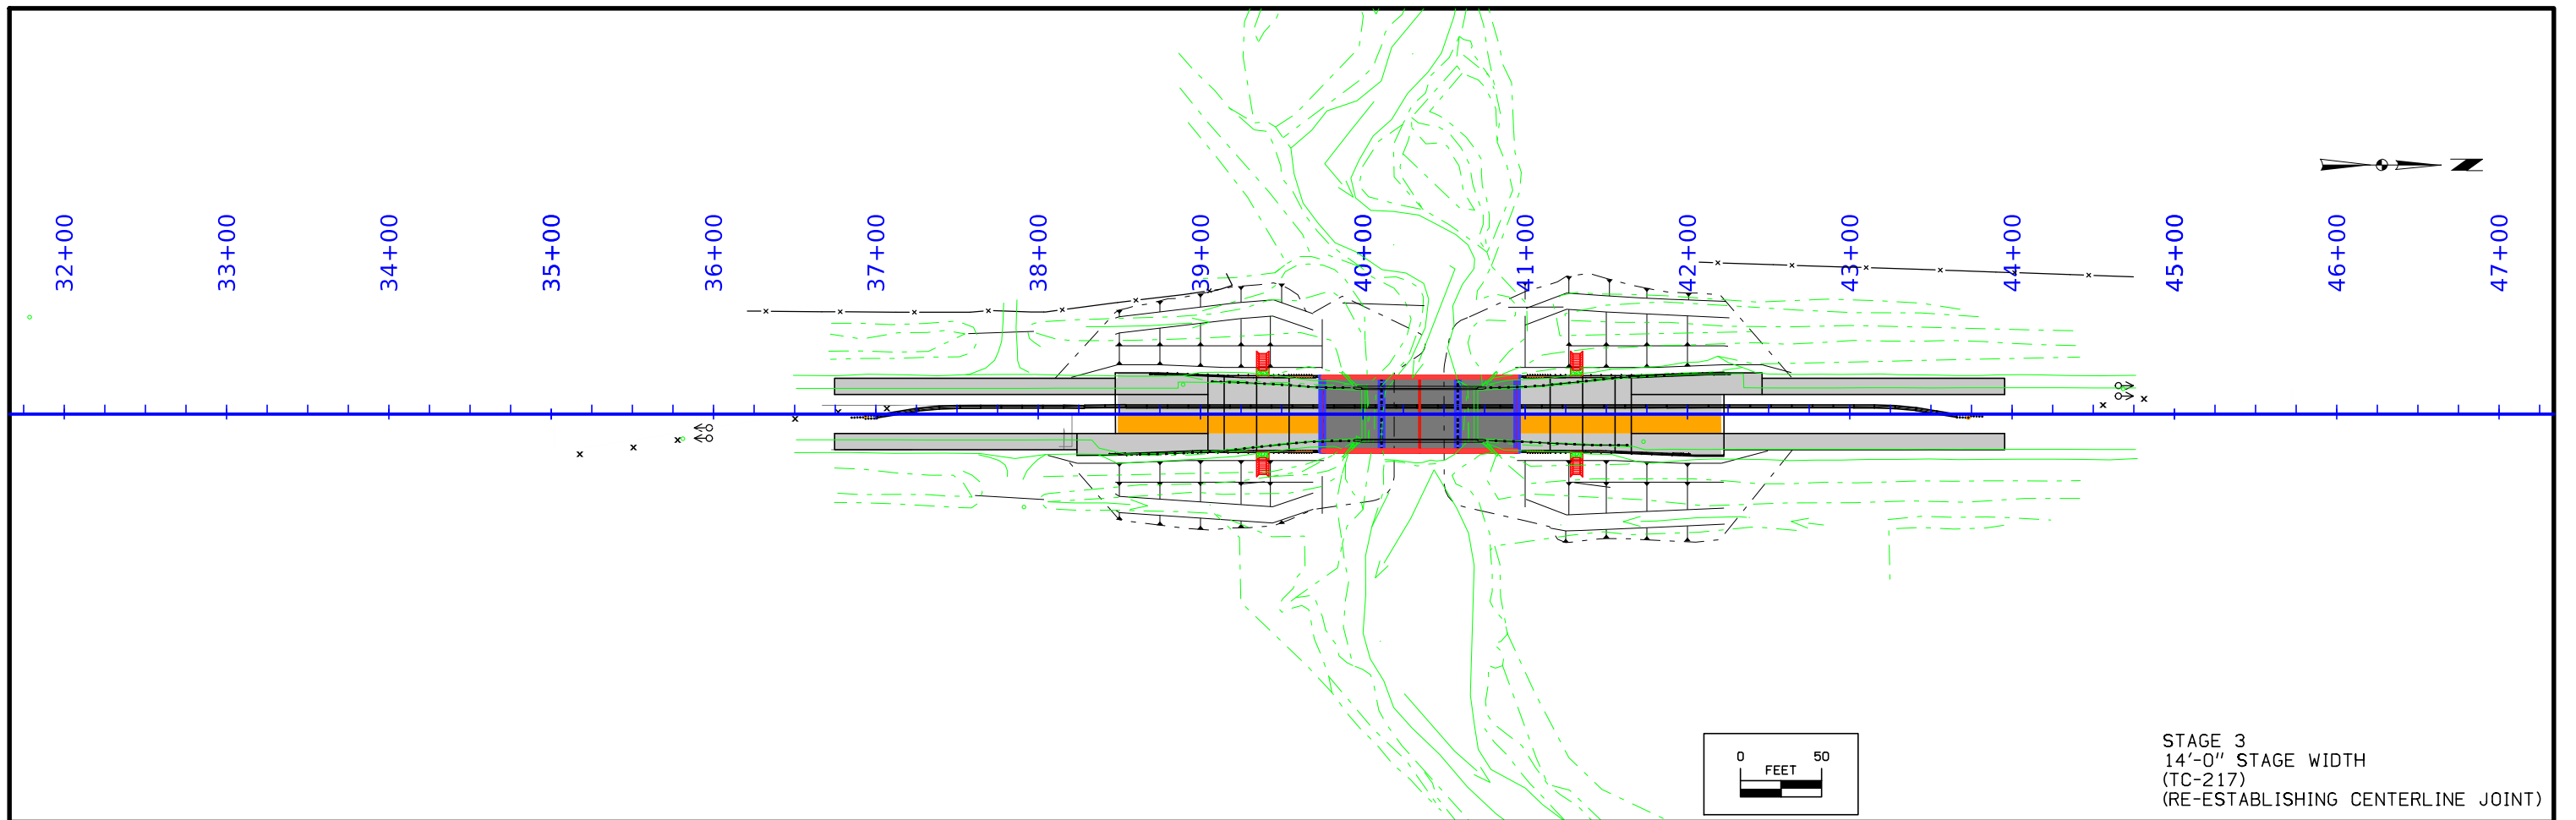 32+00
33+00
34+00
35+00
36+00
37+00
38+00
39+00
40+00
41+00
42+00
43+00
44+00
45+00
46+00
47+00
N
0 50
FEET
STAGE 3
14'-0" STAGE WIDTH
(TC-217)
(RE-ESTABLISHING CENTERLINE JOINT)